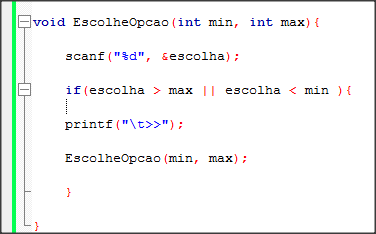 void EscolheOpcao(int min, int max){
scanf("%d", &escolha);
if(escolha > max || escolha < min ){
printf("\t>>");
EscolheOpcao(min, max);
}
}